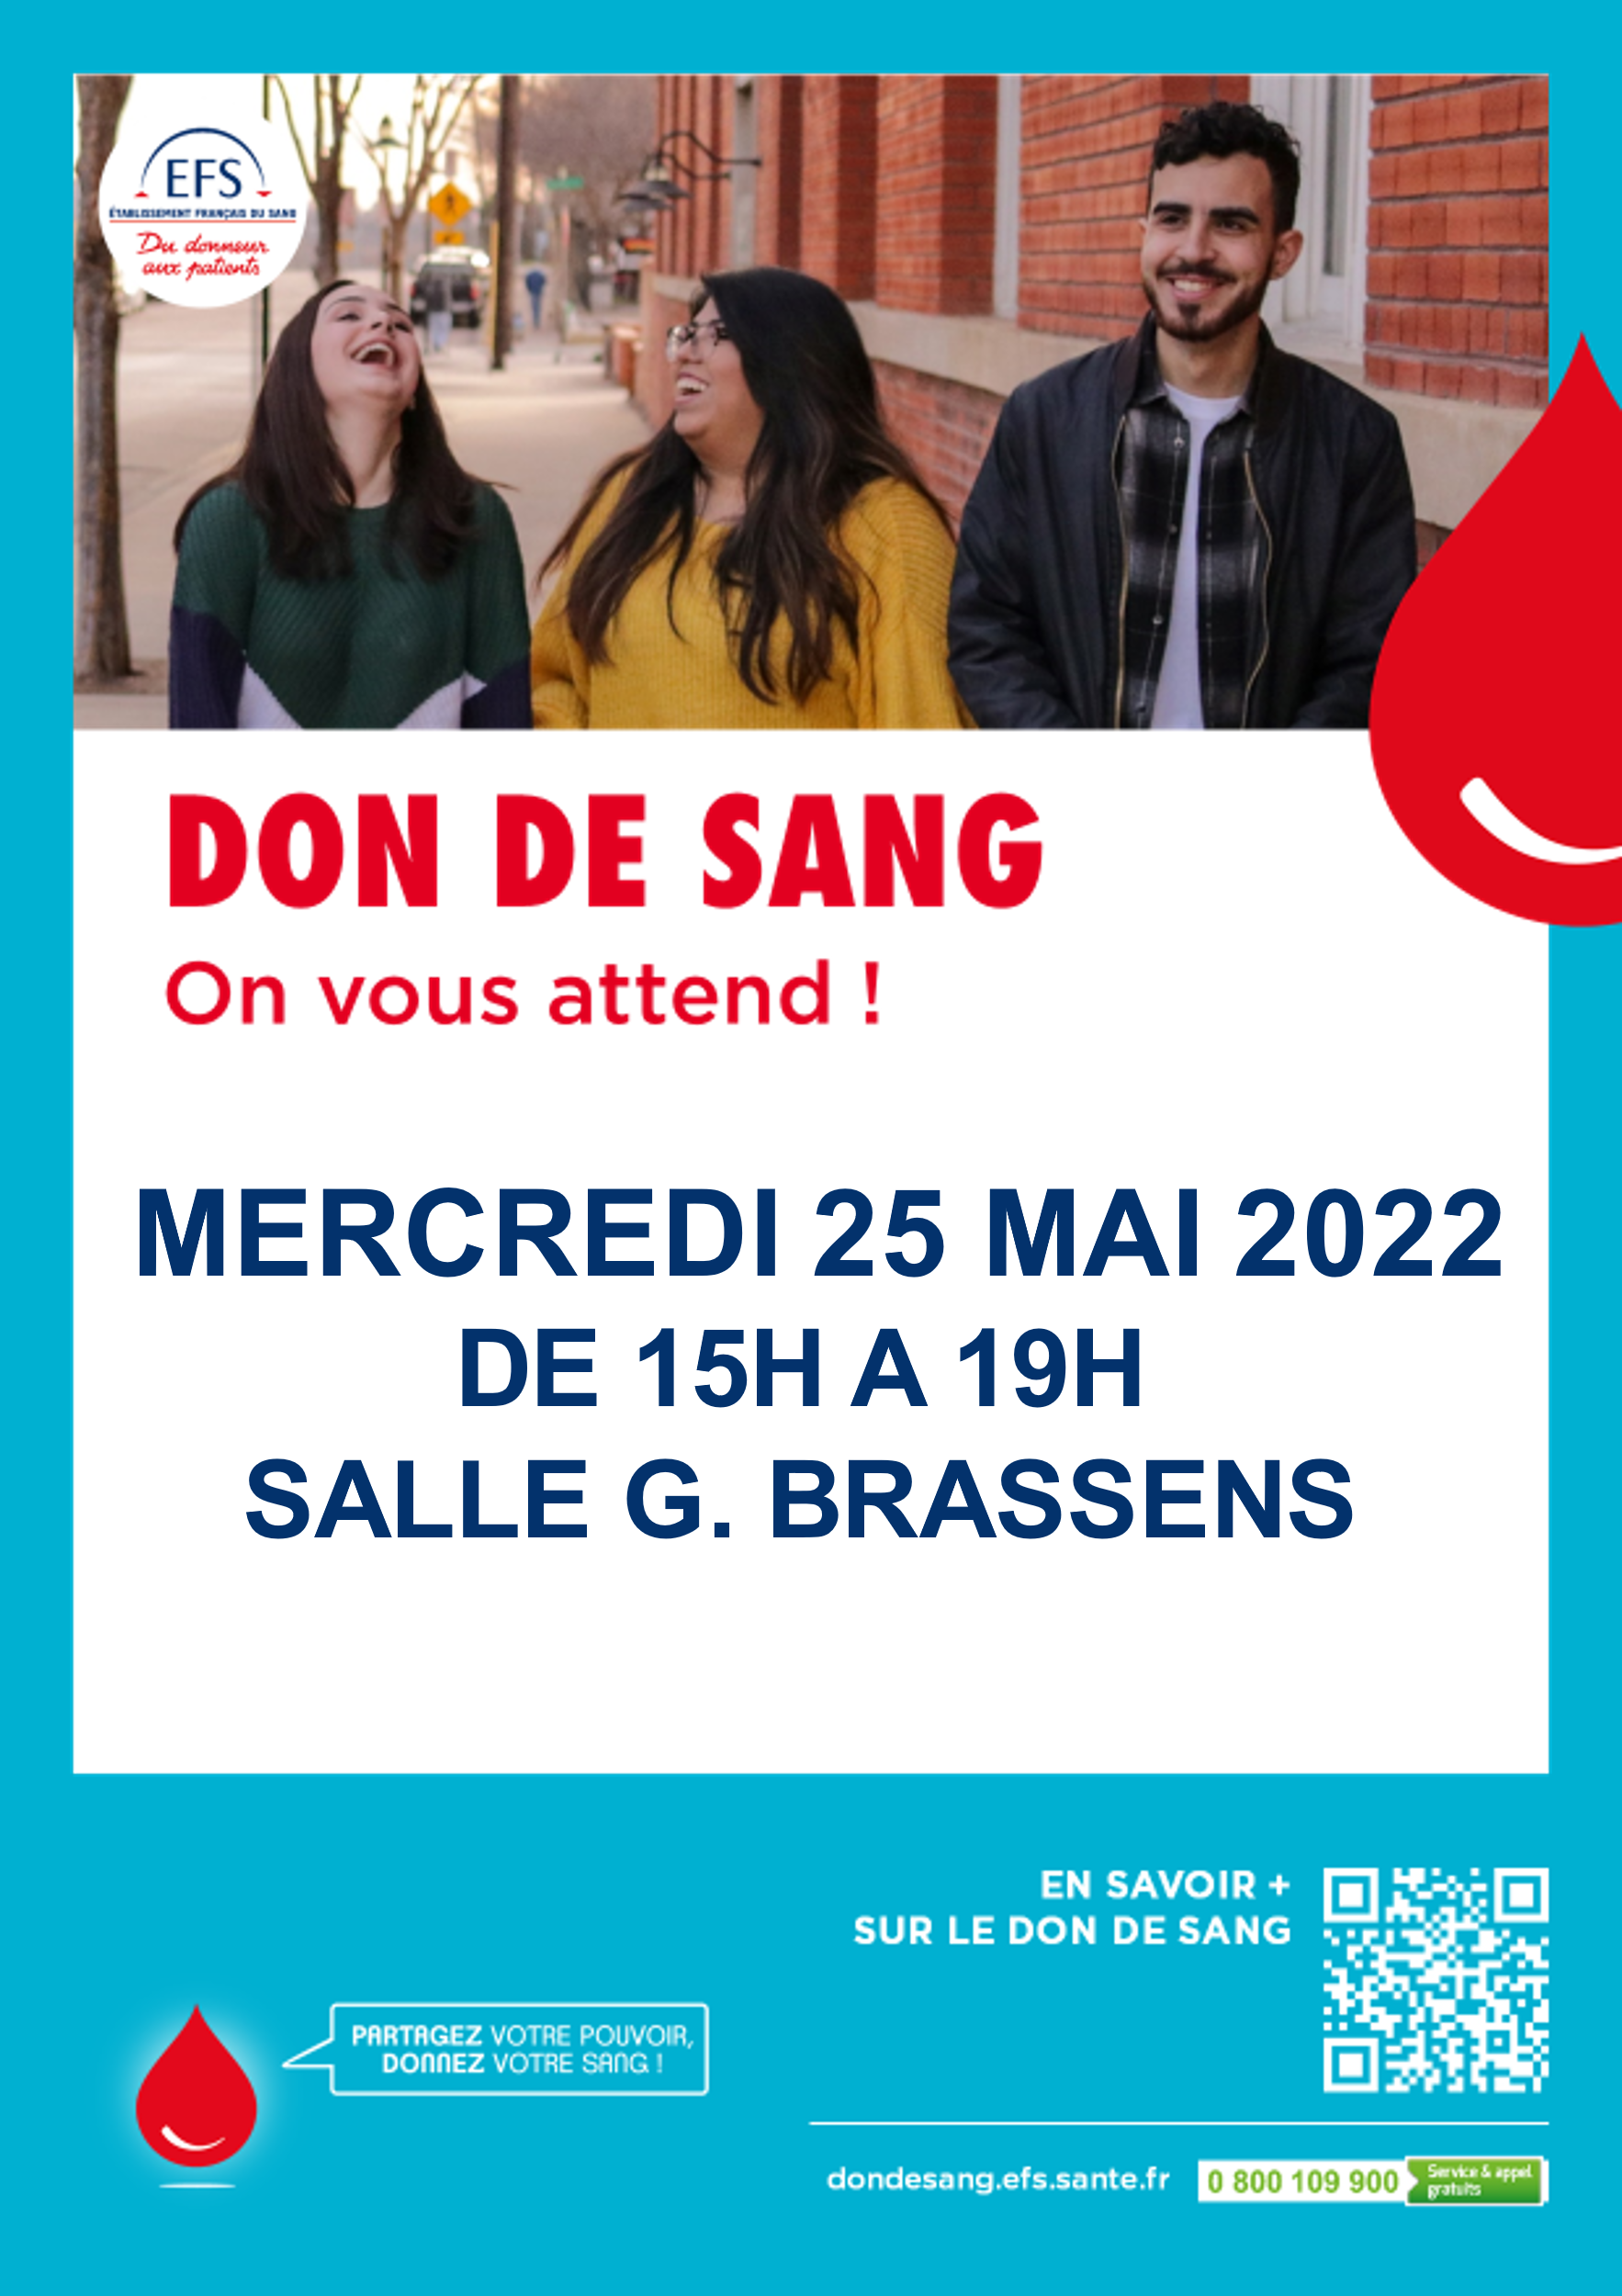 EFS
ÉTABLISSEMENT FRANÇAIS DU SANG
Du donneur
aux patients
DON DE SANG
On vous attend !
MERCREDI 25 MAI 2022
DE 15H A 19H
SALLE G. BRASSENS
EN SAVOIR +
SUR LE DON DE SANG
PARTAGEZ VOTRE POUVOIR,
DONNEZ VOTRE SANG !
dondesang.efs.sante.fr
0 800 109 900
Service & appel
gratuits